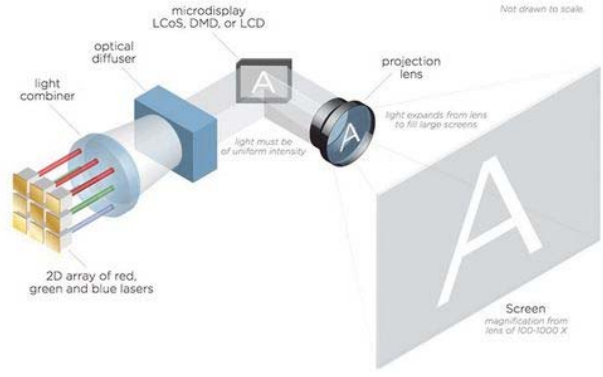 microdisplay
LCoS, DMD, or LCD
Not drawn to scale.
optical
diffuser
projection
lens
light
combiner
A
A
light expands from lens
to fill large screens
light must be
of uniform intensity
A
2D array of red,
green and blue lasers
Screen
magnification from
lens of 100-1000 X